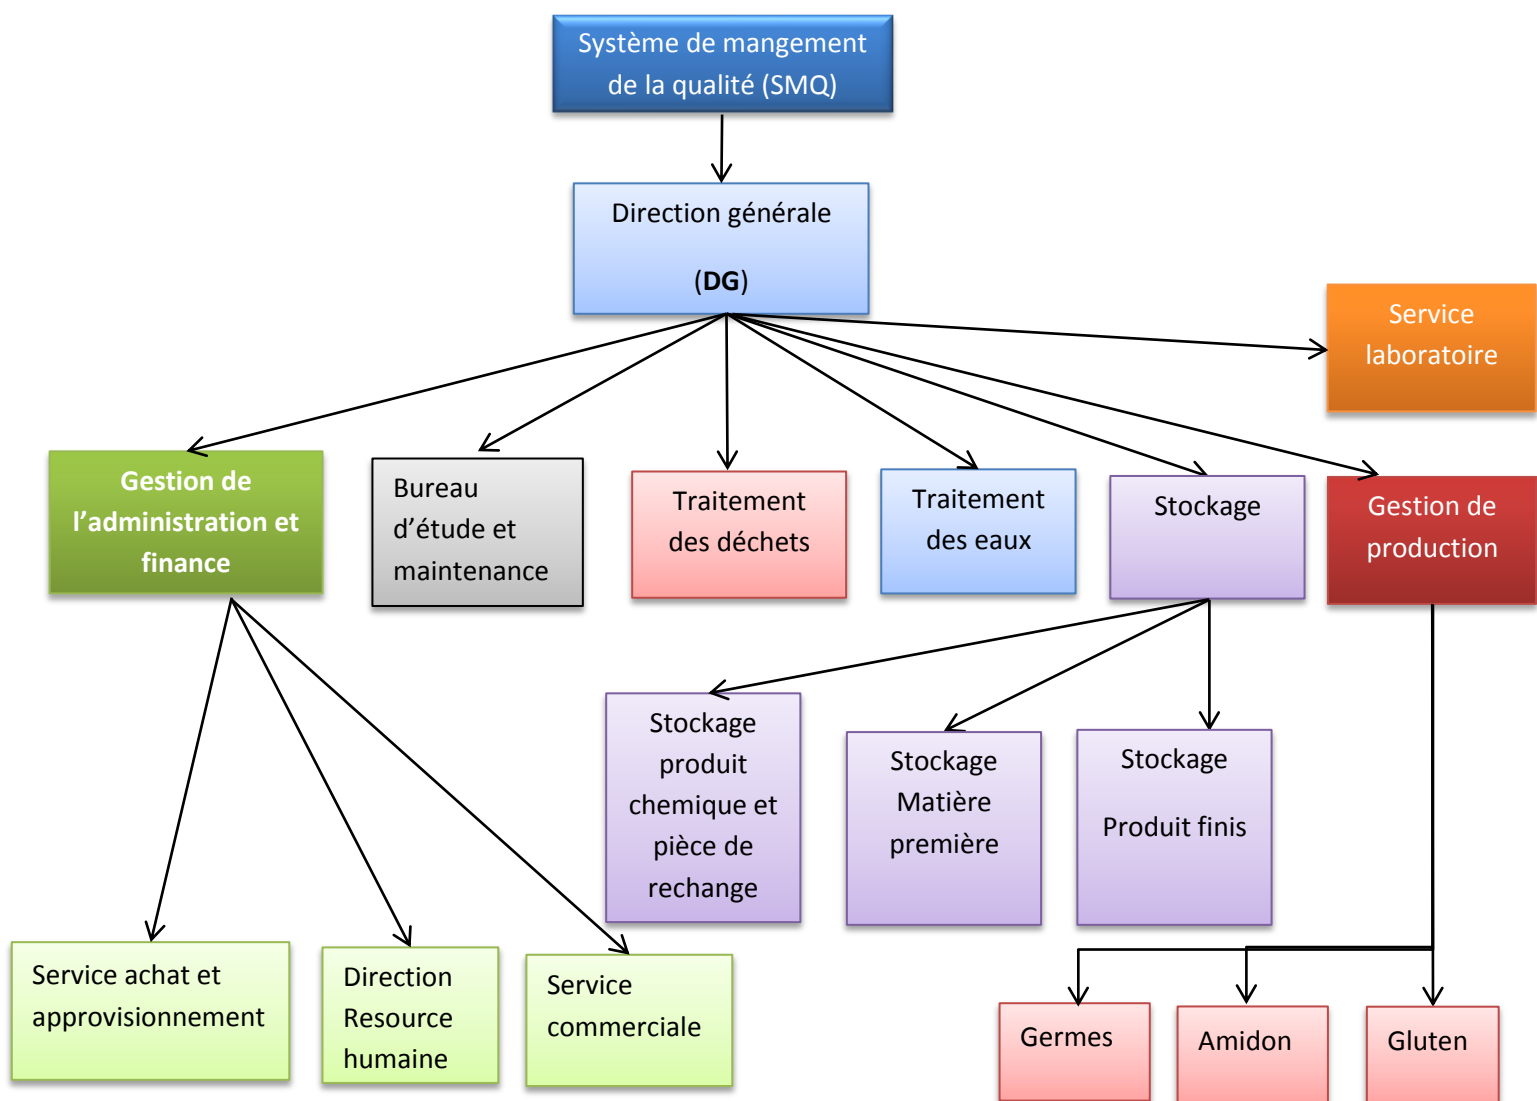 Système de mangement
de la qualité (SMQ)
Direction générale
(DG)
Service
laboratoire
Gestion de
l’administration et
finance
Bureau
d’étude et
maintenance
Traitement
des déchets
Traitement
des eaux
Stockage
Gestion de
production
Stockage
produit
chemique et
pièce de
rechange
Stockage
Matière
première
Stockage
Produit finis
Service achat et
approvisionnement
Direction
Resource
humaine
Service
commerciale
Germes
Amidon
Gluten